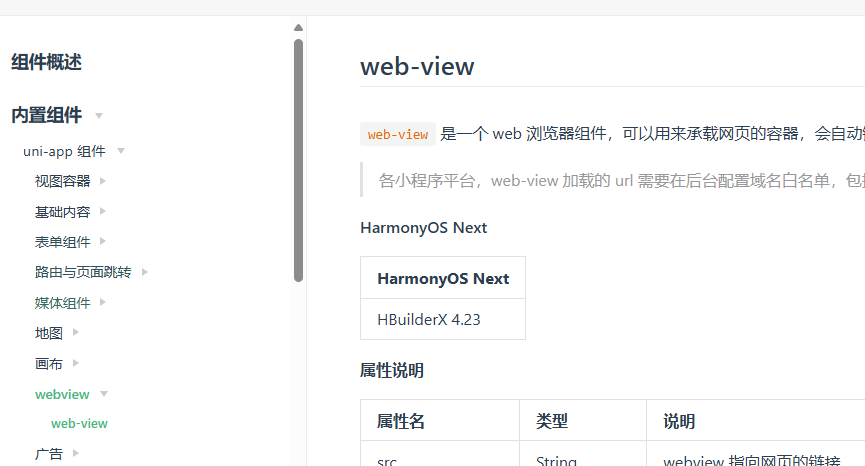 组件概述
内置组件
uni-app 组件
视图容器
基础内容
表单组件
路由与页面跳转
媒体组件
地图
画布
webview
web-view
广告
web-view
web-view 是一个 web 浏览器组件，可以用来承载网页的容器，会自动
各小程序平台，web-view 加载的 url 需要在后台配置域名白名单，包
HarmonyOS Next
HarmonyOS Next
HBuilderX 4.23
属性说明
属性名 类型 说明
src String webview 指向网页的链接